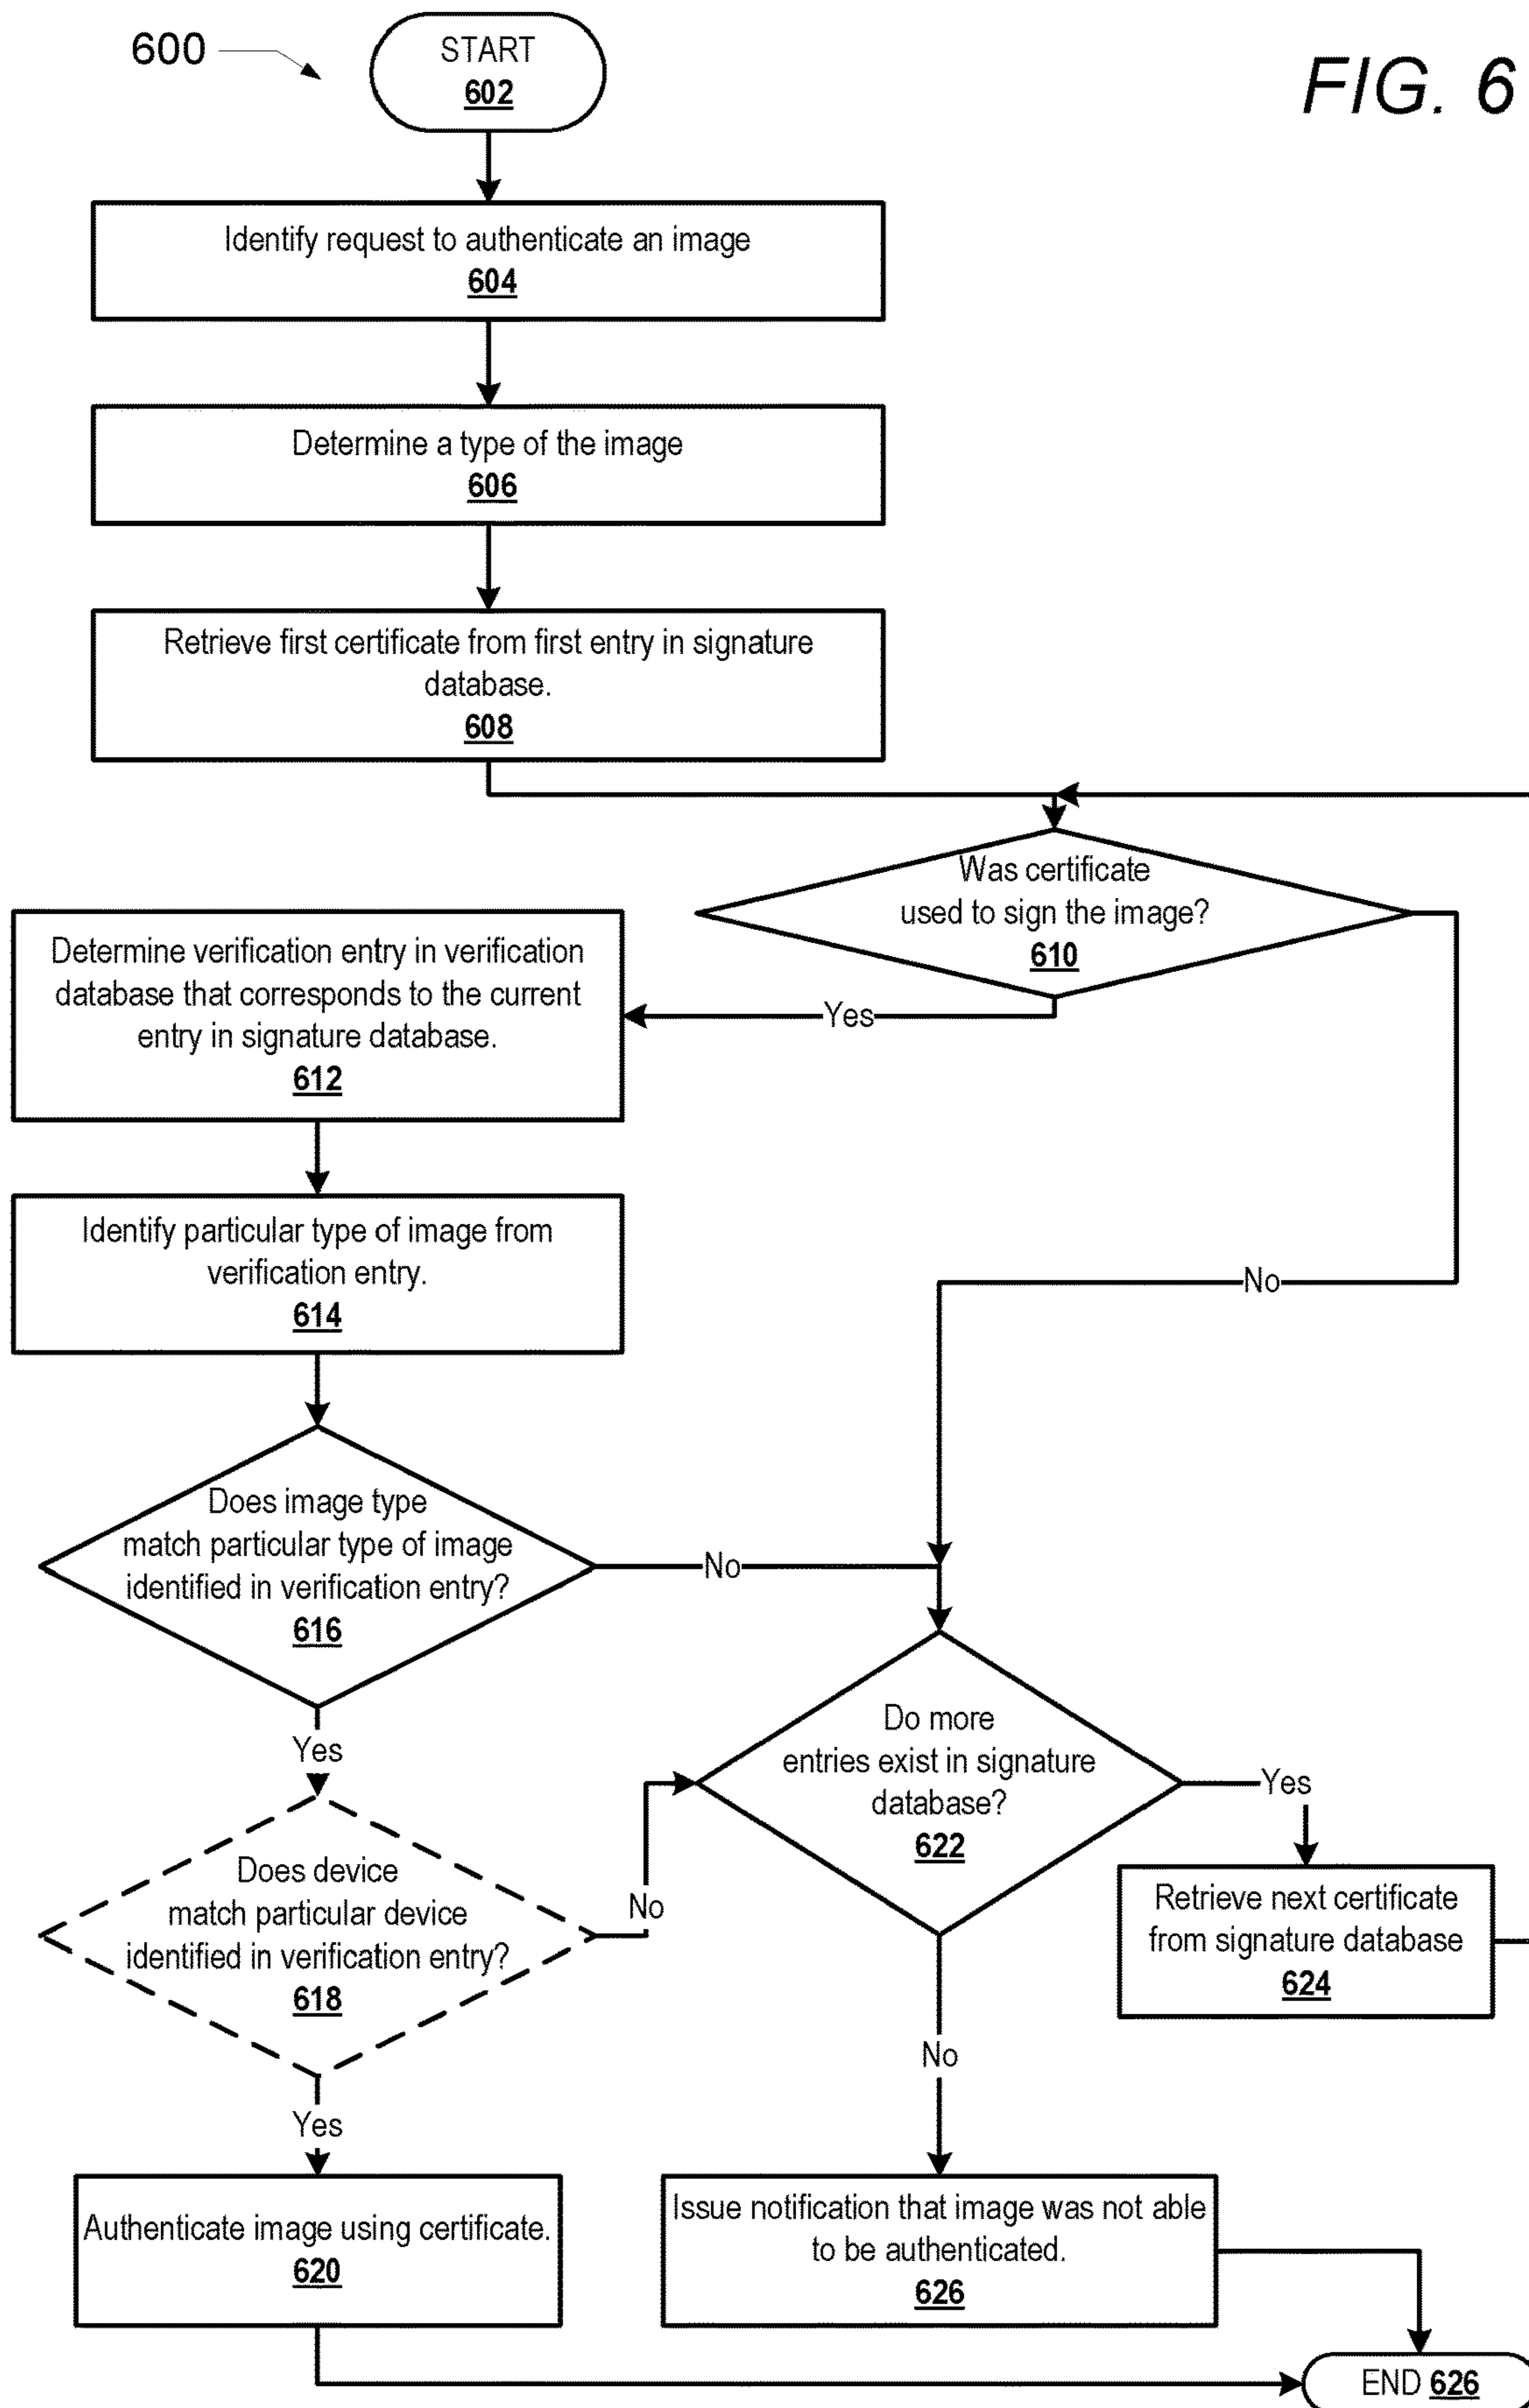 600
START
602
FIG. 6
Identify request to authenticate an image
604
Determine a type of the image
606
Retrieve first certificate from first entry in signature
database.
608
Was certificate
used to sign the image?
610
Determine verification entry in verification
database that corresponds to the current
entry in signature database.
612
Yes
Identify particular type of image from
verification entry.
614
No
Does image type
match particular type of image
identified in verification entry?
616
No
Yes
Do more
entries exist in signature
database?
622
Yes
Does device
match particular device
identified in verification entry?
618
No
Retrieve next certificate
from signature database
624
No
Yes
Authenticate image using certificate.
620
Issue notification that image was not able
to be authenticated.
626
END 626